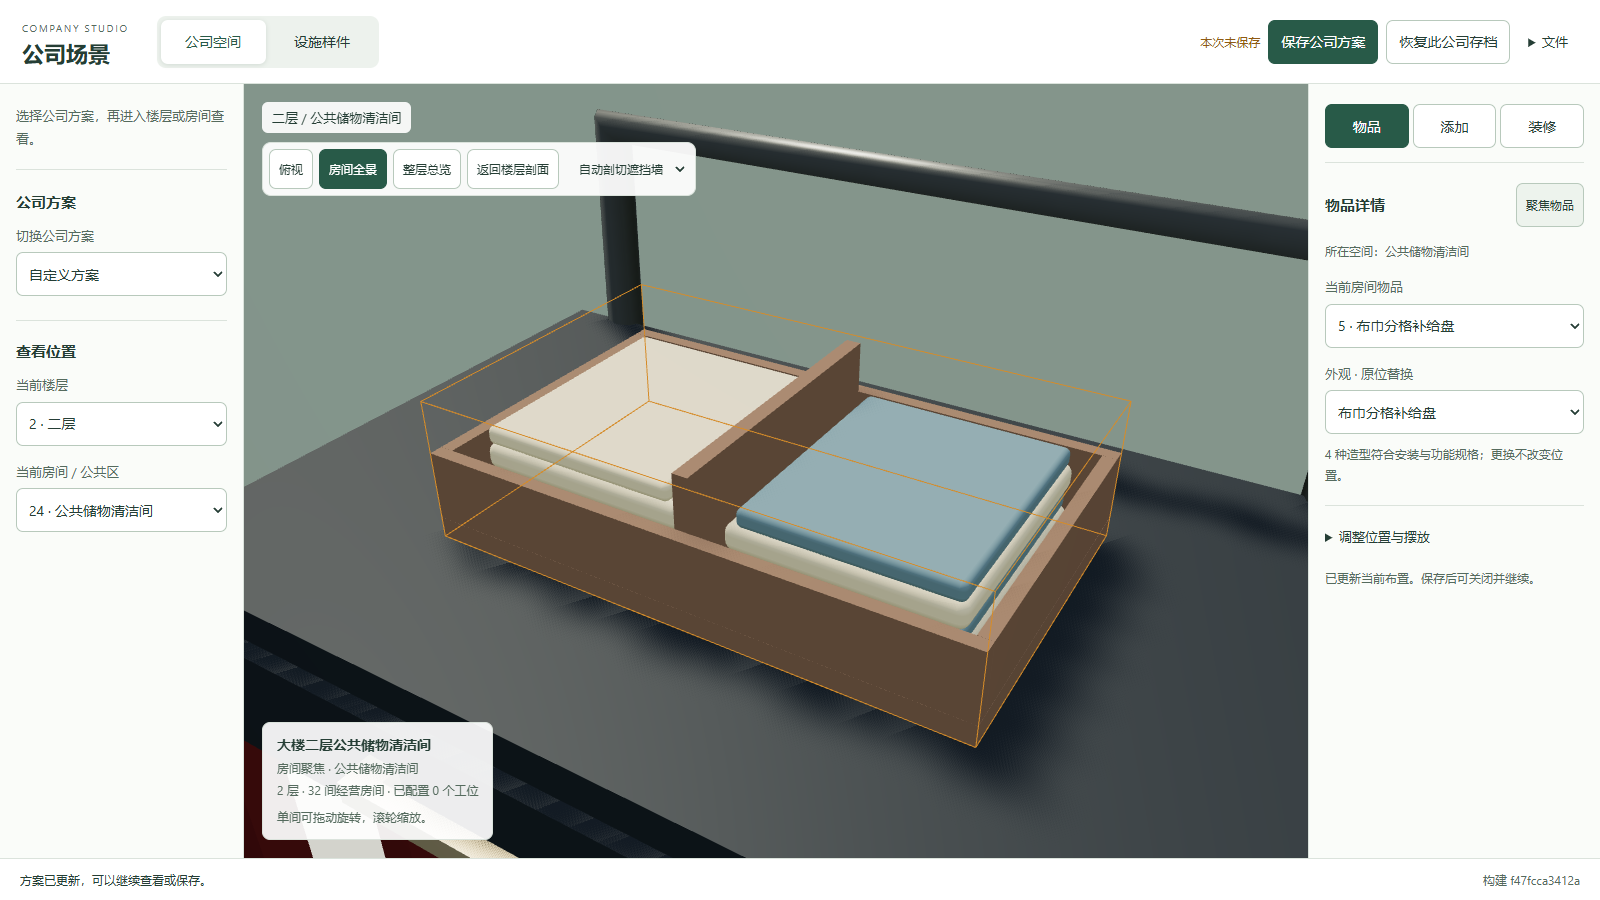 COMPANY STUDIO
公司场景
公司空间
设施样件
本次未保存
保存公司方案
恢复此公司存档
文件
选择公司方案，再进入楼层或房间查
看。
公司方案
切换公司方案
自定义方案
查看位置
当前楼层
2 · 二层
当前房间 / 公共区
24 · 公共储物清洁间
二层 / 公共储物清洁间
俯视
房间全景
整层总览
返回楼层剖面
自动剖切遮挡墙
大楼二层公共储物清洁间
房间聚焦 · 公共储物清洁间
2 层 · 32 间经营房间 · 已配置 0 个工位
单间可拖动旋转，滚轮缩放。
物品
添加
装修
物品详情
聚焦物品
所在空间：公共储物清洁间
当前房间物品
5 · 布巾分格补给盘
外观 · 原位替换
布巾分格补给盘
4 种造型符合安装与功能规格；更换不改变位
置。
调整位置与摆放
已更新当前布置。保存后可关闭并继续。
方案已更新，可以继续查看或保存。
构建 f47fcca3412a